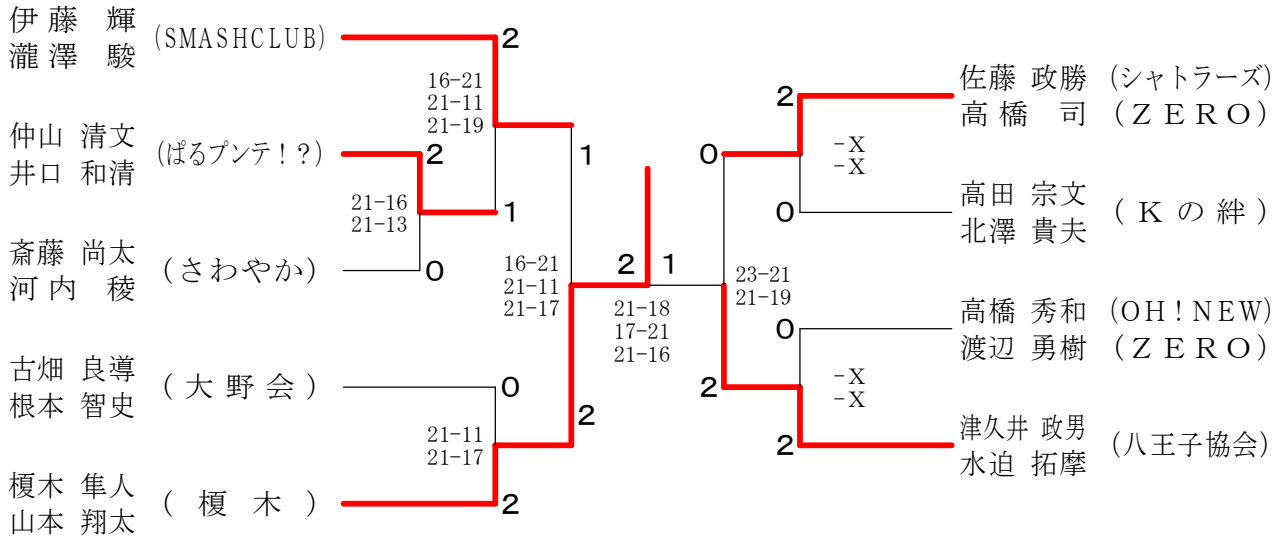 伊藤 輝 (SMASHCLUB)
瀧澤 駿
2
16-21
21-11
21-19
仲山 清文 (ぱるプンテ！?)
井口 和清
2
21-16
21-13
1
斎藤 尚太 (さわやか)
河内 稜
0
1
16-21
21-11
21-17
古畑 良導 (大野会)
根本 智史
0
21-11
21-17
2
榎木 隼人 (榎木)
山本 翔太
2
2
1
21-18
17-21
21-16
佐藤 政勝 (シャトラーズ)
高橋 司 (ZERO)
2
-X
-X
0
高田 宗文 (Kの絆)
北澤 貴夫
0
23-21
21-19
高橋 秀和 (OH！NEW)
渡辺 勇樹 (ZERO)
0
-X
-X
2
津久井 政男 (八王子協会)
水迫 拓摩
2